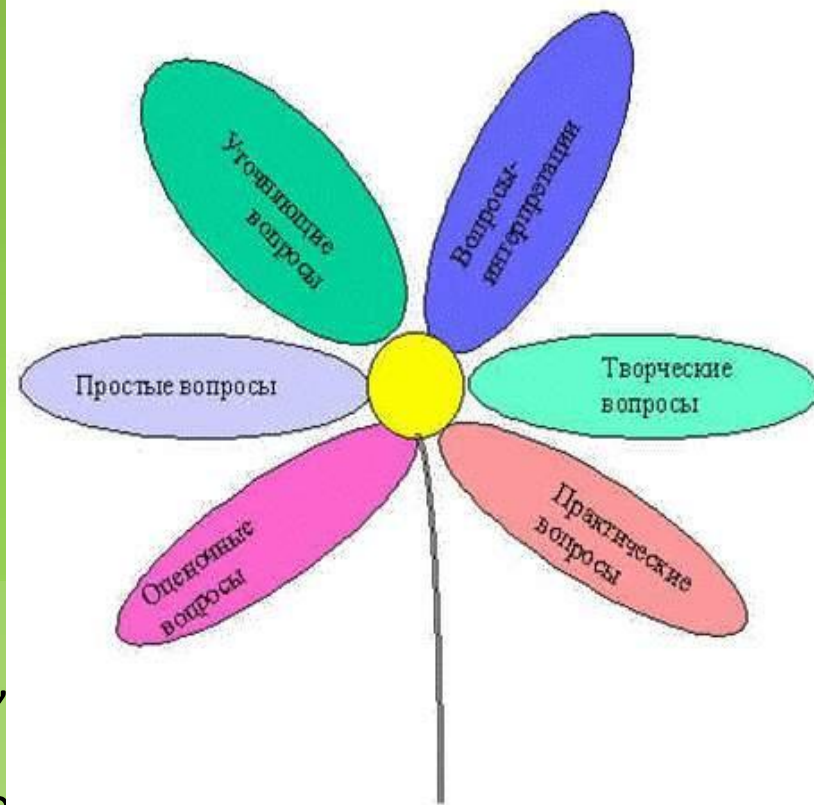 Уточняющие
вопросы
Вопросы-
интерпретации
Простые вопросы
Творческие
вопросы
Оценочные
вопросы
Практические
вопросы